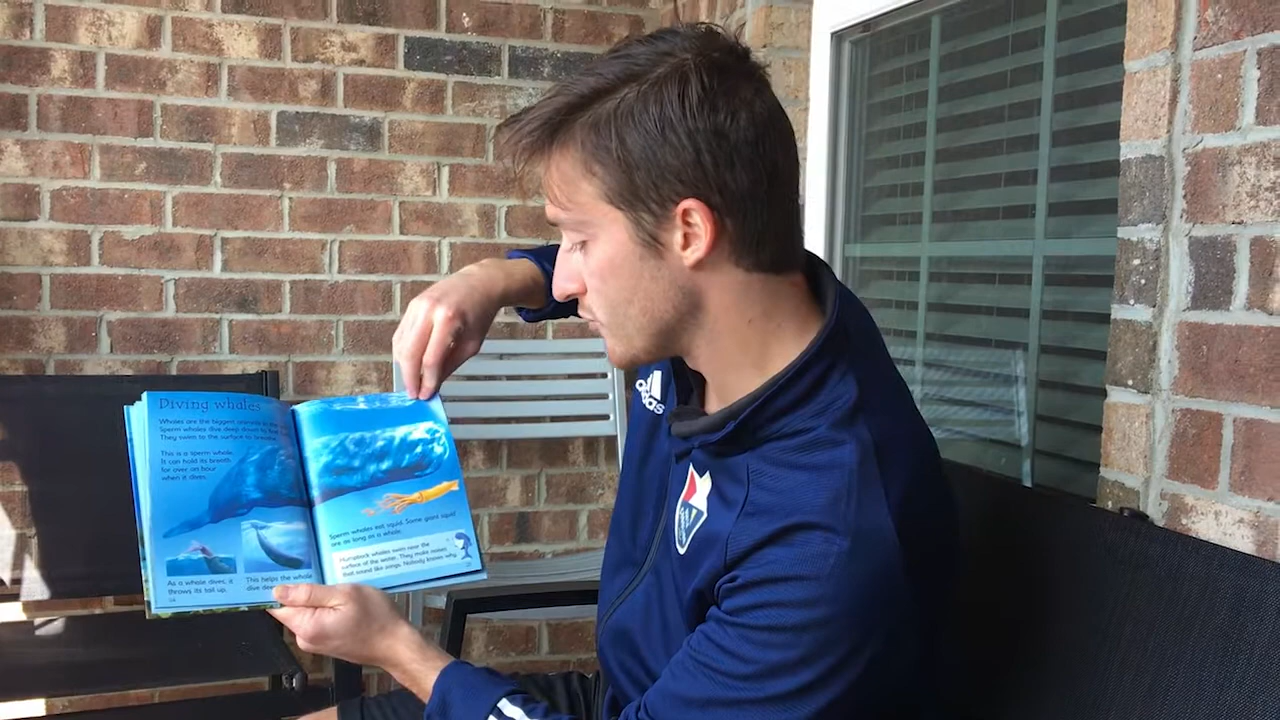 Diving whales
Whales are the biggest animals in the
Sperm whales dive deep down to
They swim to the surface to breathe.
This is a sperm whale.
It can hold its breath
for over an hour
when it dives.
As a whale dives, it
throws its tail up.
This helps the whale
dive
Sperm whales eat squid. Some giant squid
are as long as a whale.
Humpback whales swim near the
surface of the water. They make noises
that sound like songs. Nobody knows why.
adidas